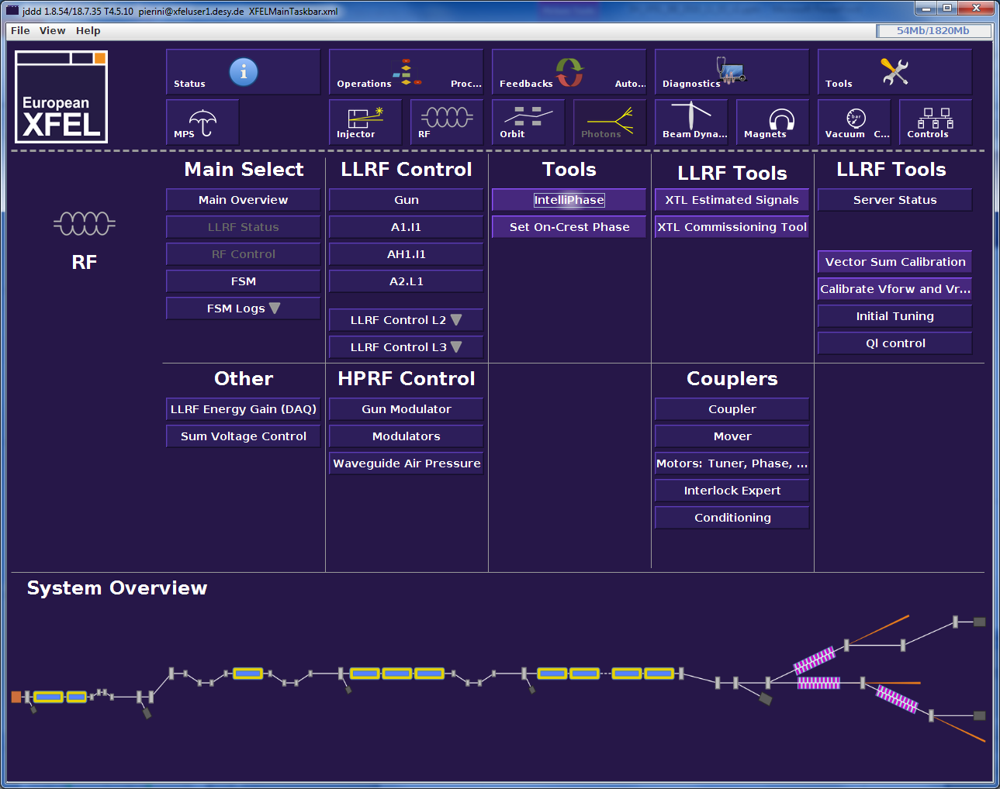 jddd 1.8.54/18.7.35 T4.5.10 pierini@xfeluser1.desy.de XFELMainTaskbar.xml
File View Help
54Mb/1820Mb
European
XFEL
Status
Operations
Proc...
Feedbacks
Auto...
Diagnostics
Tools
MPS
Injector
RF
Orbit
Photons
Beam Dyna...
Magnets
bar
Vacuum
C...
Controls
RF
Main Select
Main Overview
LLRF Status
RF Control
FSM
FSM Logs
LLRF Control
Gun
A1.I1
AH1.I1
A2.L1
LLRF Control L2
LLRF Control L3
Tools
IntelliPhase
Set On-Crest Phase
LLRF Tools
XTL Estimated Signals
XTL Commissioning Tool
LLRF Tools
Server Status
Vector Sum Calibration
Calibrate Vforw and Vr...
Initial Tuning
Ql control
Other
LLRF Energy Gain (DAQ)
Sum Voltage Control
HPRF Control
Gun Modulator
Modulators
Waveguide Air Pressure
Couplers
Coupler
Mover
Motors: Tuner, Phase, ...
Interlock Expert
Conditioning
System Overview